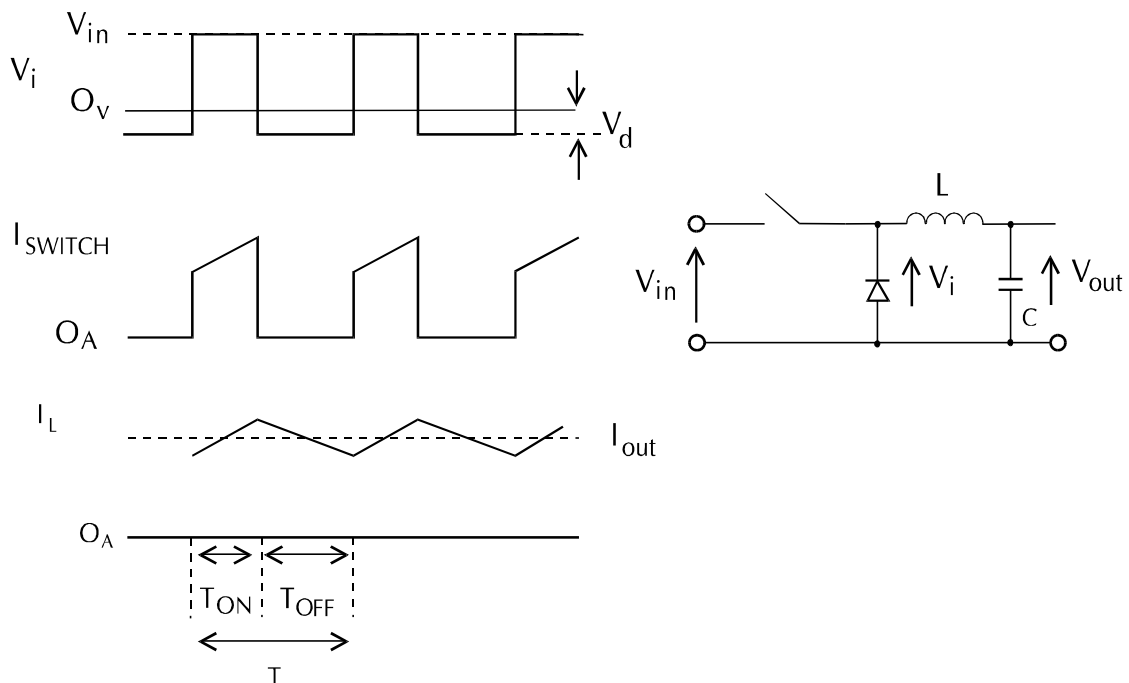 V_in
V_i
O_v
V_d
I_SWITCH
O_A
I_L
I_out
O_A
T_ON
T_OFF
T
L
V_in
V_i
V_out
C